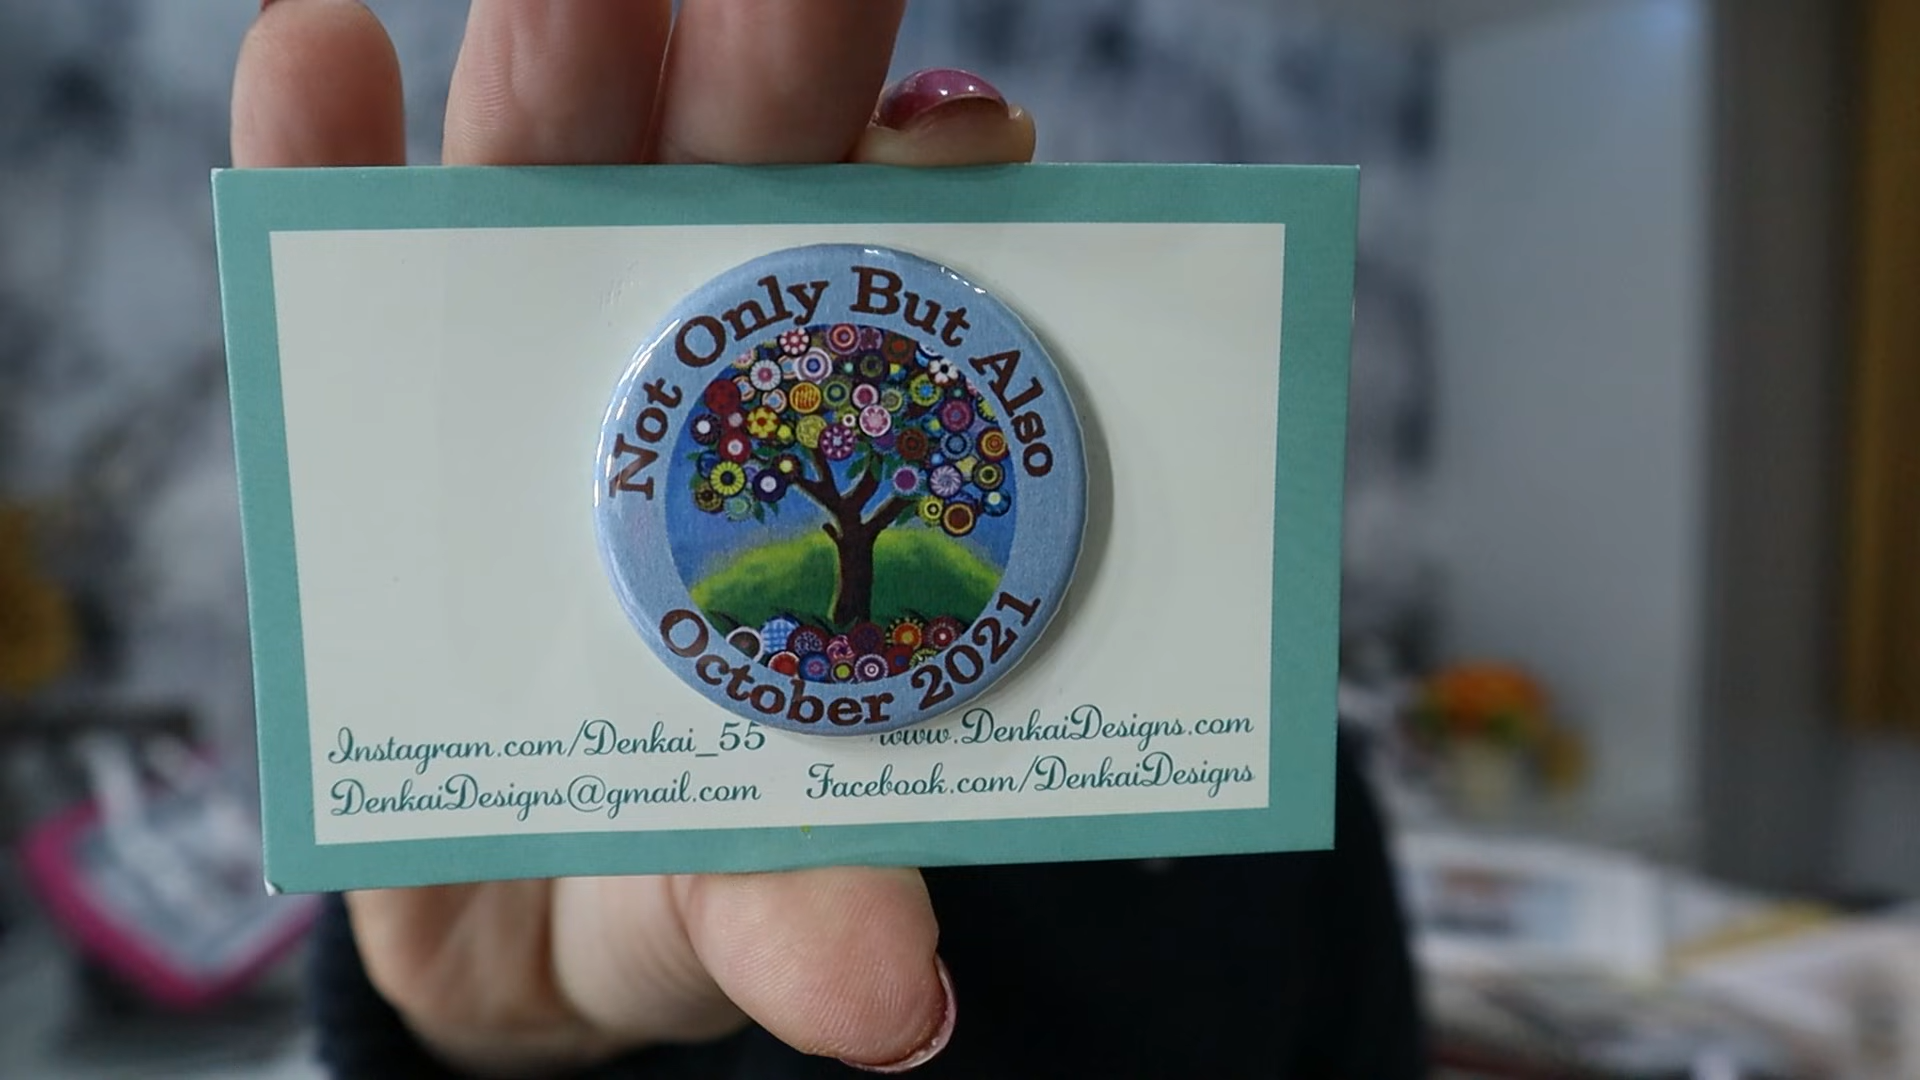 Not Only But Also
October 2021
Instagram.com/Denkai_55
www.DenkaiDesigns.com
DenkaiDesigns@gmail.com
Facebook.com/DenkaiDesigns